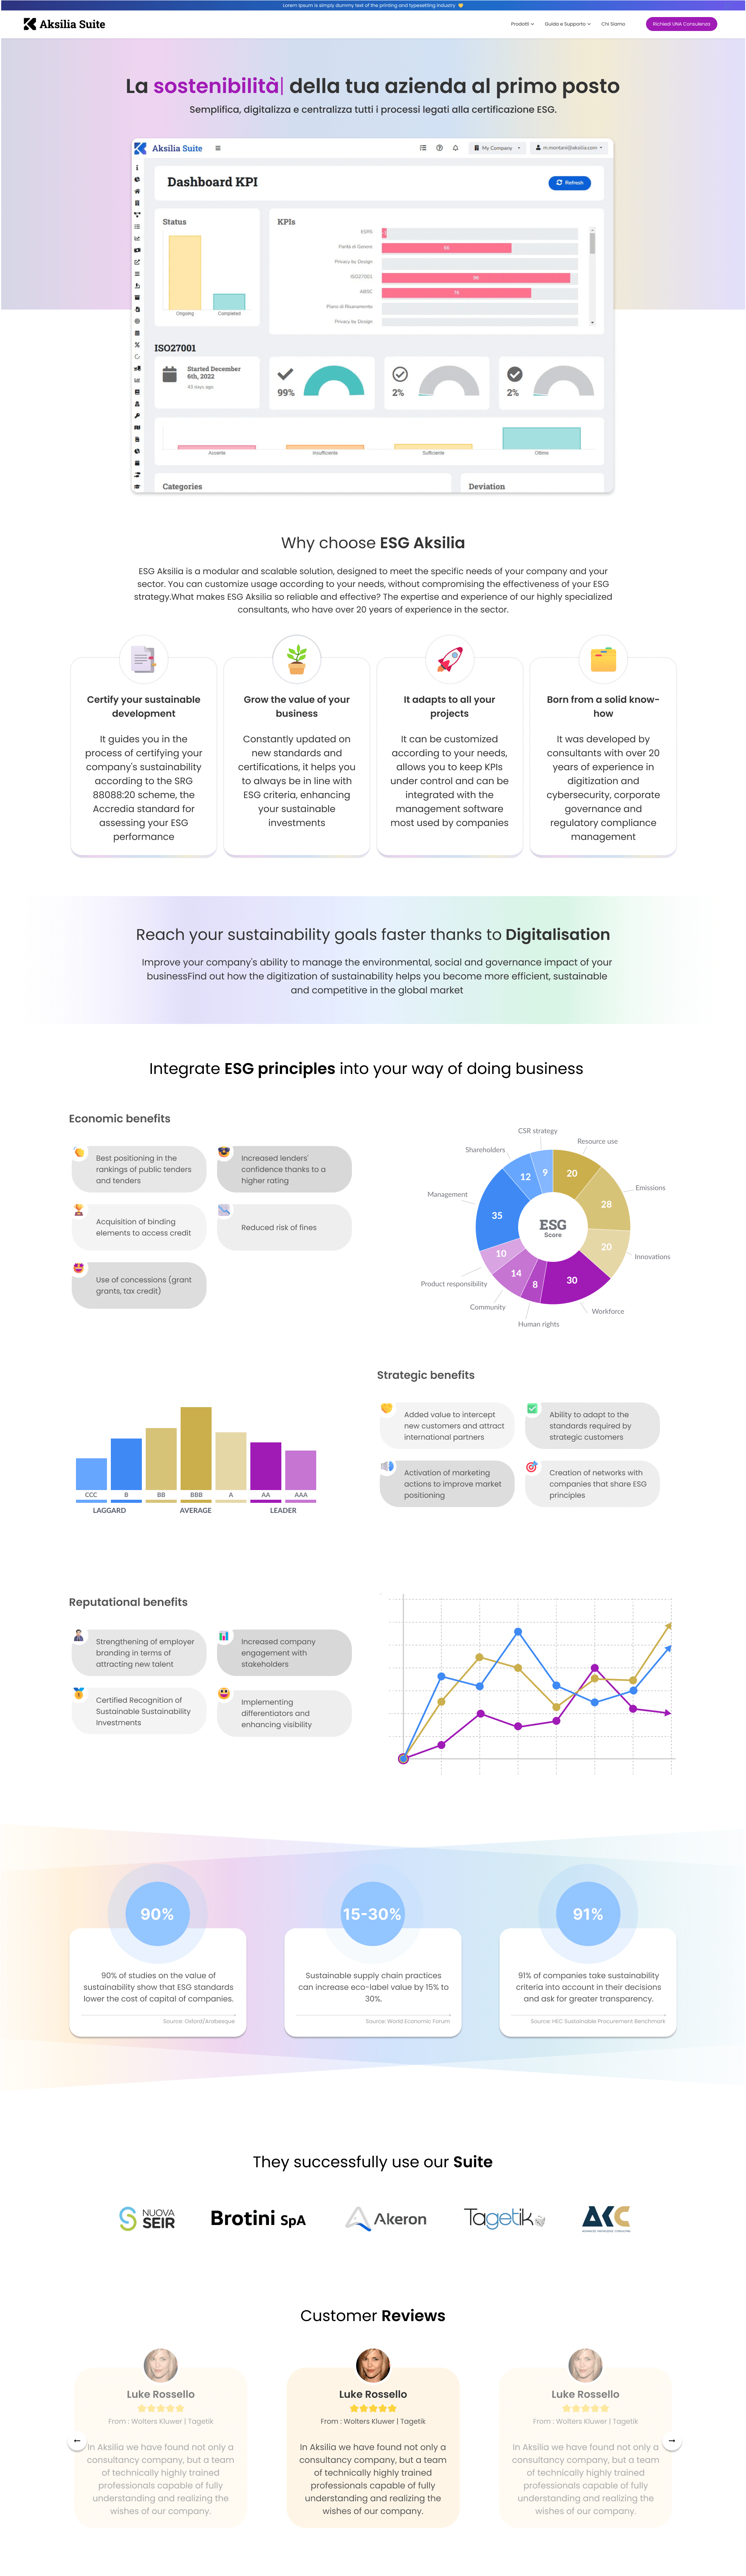 Lorem Ipsum is simply dummy text of the printing and typesetting industry
Aksilia Suite
Prodotti
Guida e Supporto
Chi Siamo
Richiedi UNA Consulenza
La sostenibilità| della tua azienda al primo posto
Semplifica, digitalizza e centralizza tutti i processi legati alla certificazione ESG.
Aksilia Suite
My Company
m.montani@aksilia.com
Dashboard KPI
Refresh
Status
Ongoing
Completed
KPIs
ESRS
Parità di Genere
Privacy by Design
ISO27001
ABSC
Piano di Risanamento
Privacy by Design
ISO27001
Started December
6th, 2022
43 days ago
99%
2%
2%
Assente
Insufficiente
Sufficiente
Ottimo
Categories
Deviation
Why choose ESG Aksilia
ESG Aksilia is a modular and scalable solution, designed to meet the specific needs of your company and your
sector. You can customize usage according to your needs, without compromising the effectiveness of your ESG
strategy.What makes ESG Aksilia so reliable and effective? The expertise and experience of our highly specialized
consultants, who have over 20 years of experience in the sector.
Certify your sustainable
development
It guides you in the
process of certifying your
company's sustainability
according to the SRG
88088:20 scheme, the
Accredia standard for
assessing your ESG
performance
Grow the value of your
business
Constantly updated on
new standards and
certifications, it helps you
to always be in line with
ESG criteria, enhancing
your sustainable
investments
It adapts to all your
projects
It can be customized
according to your needs,
allows you to keep KPIs
under control and can be
integrated with the
management software
most used by companies
Born from a solid know-
how
It was developed by
consultants with over 20
years of experience in
digitization and
cybersecurity, corporate
governance and
regulatory compliance
management
Reach your sustainability goals faster thanks to Digitalisation
Improve your company's ability to manage the environmental, social and governance impact of your
businessFind out how the digitization of sustainability helps you become more efficient, sustainable
and competitive in the global market
Integrate ESG principles into your way of doing business
Economic benefits
Best positioning in the
rankings of public tenders
and tenders
Increased lenders'
confidence thanks to a
higher rating
Acquisition of binding
elements to access credit
Reduced risk of fines
Use of concessions (grant
grants, tax credit)
CSR strategy
Resource use
Shareholders
Emissions
Management
Innovations
Product responsibility
Community
Human rights
Workforce
9
20
12
28
35
20
10
14
8
30
ESG
Score
CCC
B
BB
BBB
A
AA
AAA
LAGGARD
AVERAGE
LEADER
Strategic benefits
Added value to intercept
new customers and attract
international partners
Ability to adapt to the
standards required by
strategic customers
Activation of marketing
actions to improve market
positioning
Creation of networks with
companies that share ESG
principles
Reputational benefits
Strengthening of employer
branding in terms of
attracting new talent
Increased company
engagement with
stakeholders
Certified Recognition of
Sustainable Sustainability
Investments
Implementing
differentiators and
enhancing visibility
90%
90% of studies on the value of
sustainability show that ESG standards
lower the cost of capital of companies.
Source: Oxford/Arabesque
15-30%
Sustainable supply chain practices
can increase eco-label value by 15% to
30%.
Source: World Economic Forum
91%
91% of companies take sustainability
criteria into account in their decisions
and ask for greater transparency.
Source: HEC Sustainable Procurement Benchmark
They successfully use our Suite
NUOVA
SEIR
Brotini SpA
Akeron
Tagetik
AKC
Customer Reviews
Luke Rossello
From : Wolters Kluwer | Tagetik
In Aksilia we have found not only a
consultancy company, but a team
of technically highly trained
professionals capable of fully
understanding and realizing the
wishes of our company.
Luke Rossello
From : Wolters Kluwer | Tagetik
In Aksilia we have found not only a
consultancy company, but a team
of technically highly trained
professionals capable of fully
understanding and realizing the
wishes of our company.
Luke Rossello
From : Wolters Kluwer | Tagetik
In Aksilia we have found not only a
consultancy company, but a team
of technically highly trained
professionals capable of fully
understanding and realizing the
wishes of our company.